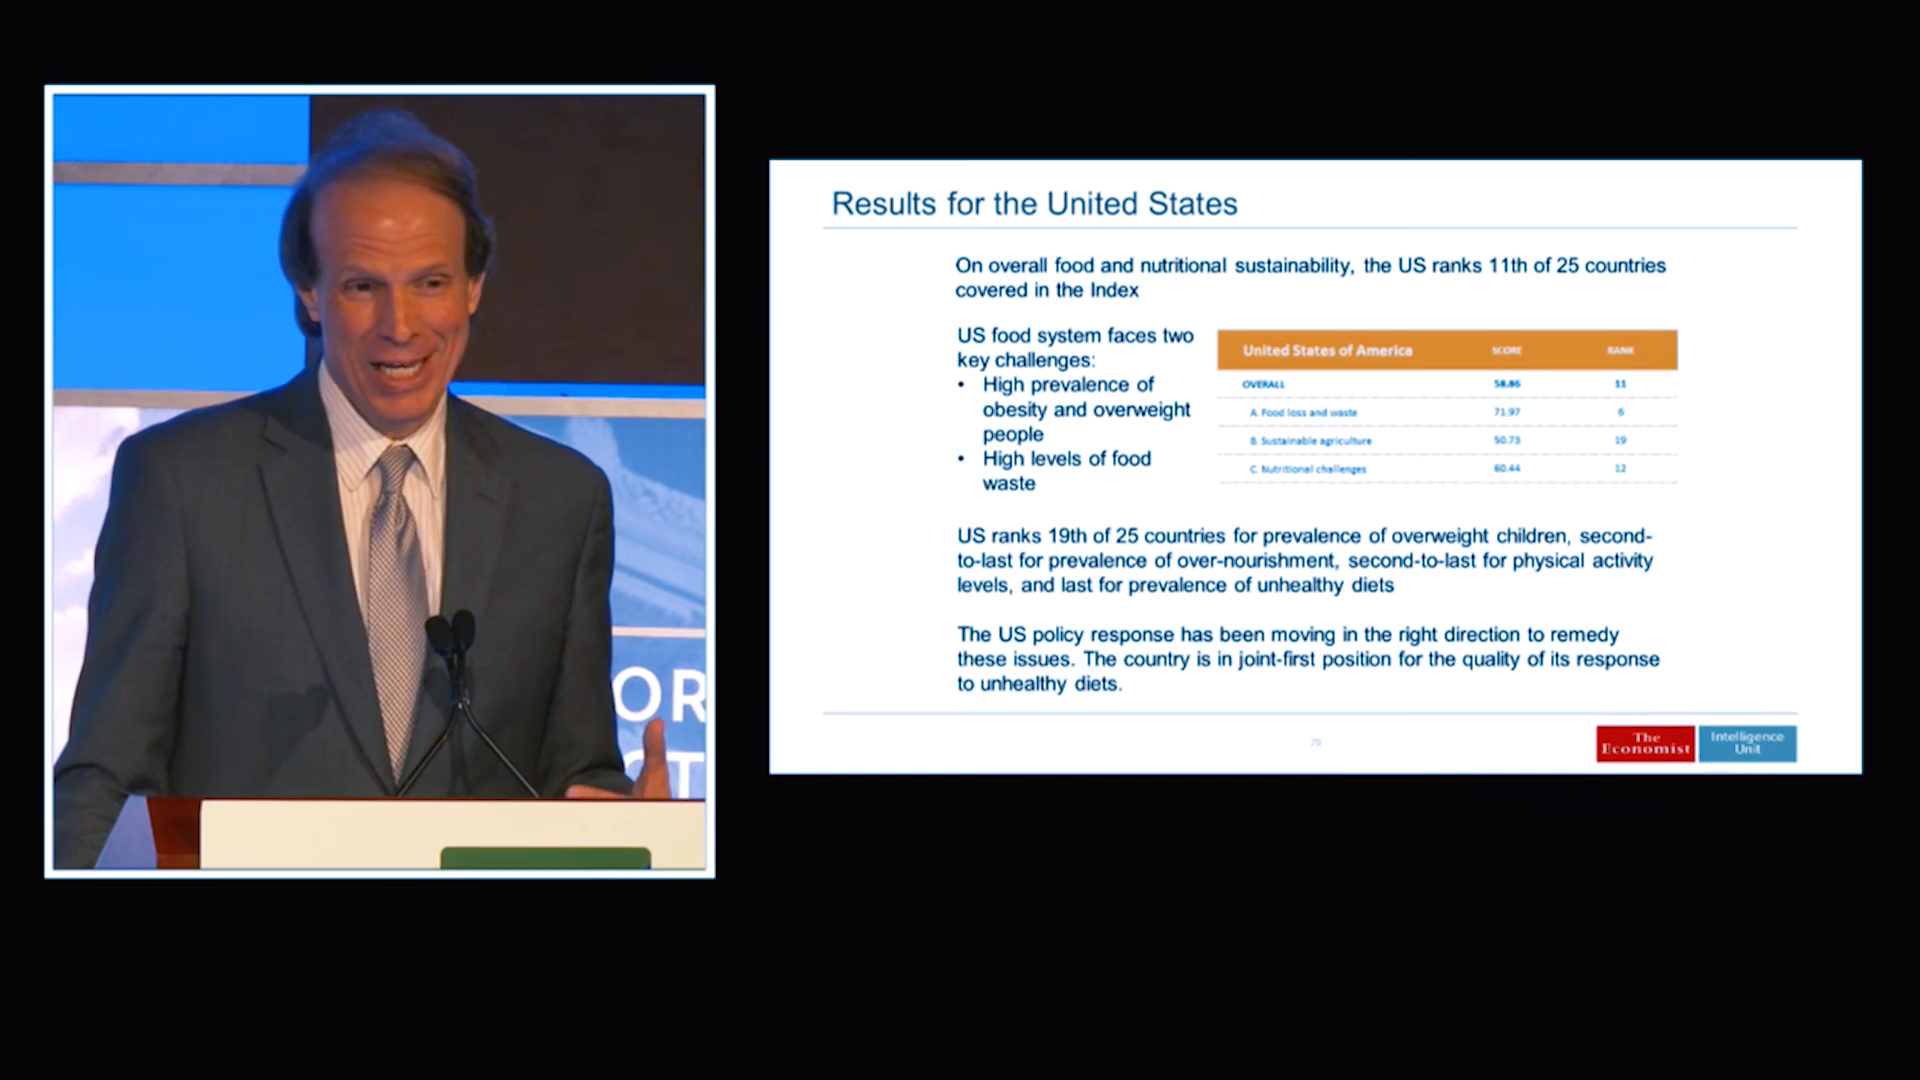 Results for the United States
On overall food and nutritional sustainability, the US ranks 11th of 25 countries
covered in the Index
US food system faces two
key challenges:
• High prevalence of
obesity and overweight
people
• High levels of food
waste
United States of America SCORE RANK
OVERALL 58.86 11
A. Food loss and waste 71.97 6
B. Sustainable agriculture 50.73 19
C. Nutritional challenges 60.44 12
US ranks 19th of 25 countries for prevalence of overweight children, second-
to-last for prevalence of over-nourishment, second-to-last for physical activity
levels, and last for prevalence of unhealthy diets
The US policy response has been moving in the right direction to remedy
these issues. The country is in joint-first position for the quality of its response
to unhealthy diets.
The
Economist
Intelligence
Unit
OR